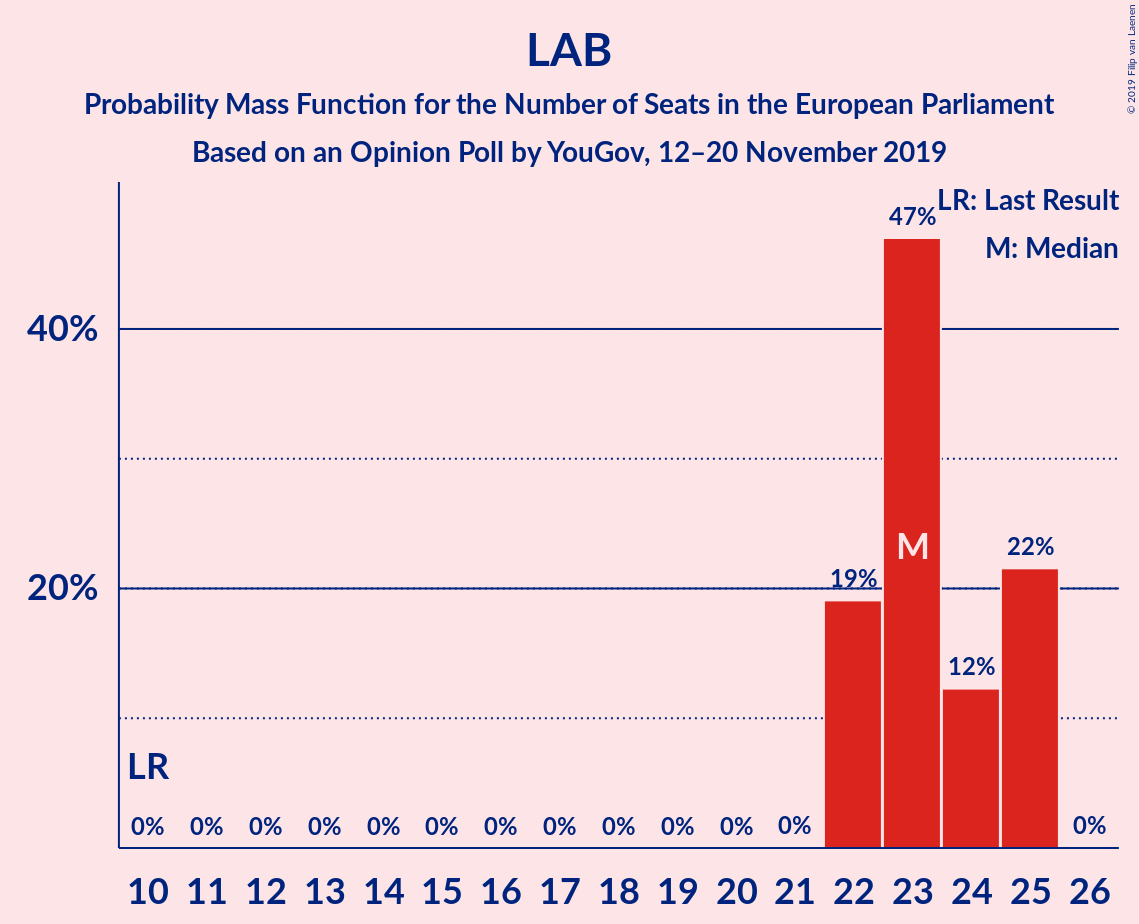 LAB
Probability Mass Function for the Number of Seats in the European Parliament
Based on an Opinion Poll by YouGov, 12–20 November 2019
© 2019 Filip van Laenen
LR: Last Result
M: Median
47%
40%
M
22%
19%
20%
12%
LR
0% 0% 0% 0% 0% 0% 0% 0% 0% 0% 0% 0% 0%
10 11 12 13 14 15 16 17 18 19 20 21 22 23 24 25 26